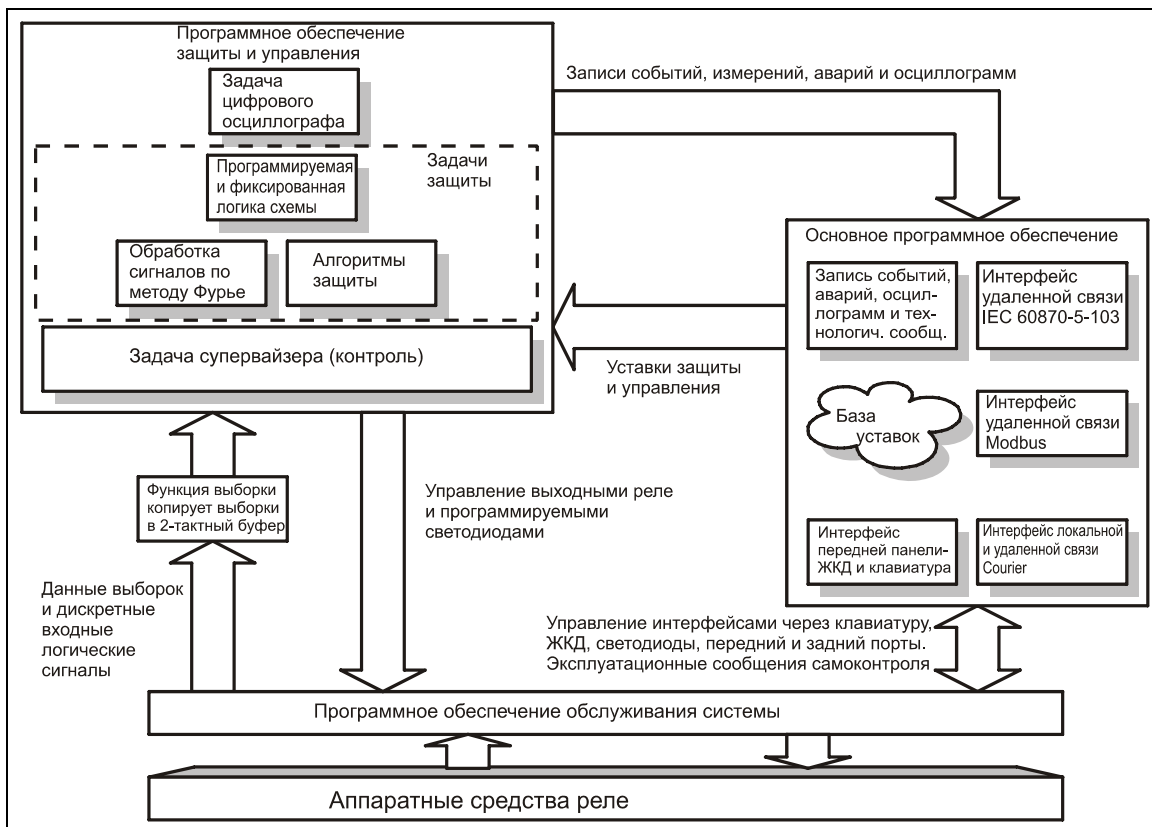 Программное обеспечение
защиты и управления
Задача
цифрового
осциллографа
Задачи
защиты
Программируемая
и фиксированная
логика схемы
Обработка
сигналов по
методу Фурье
Алгоритмы
защиты
Задача супервайзера (контроль)
Записи событий, измерений, аварий и осциллограмм
Основное программное обеспечение
Запись событий,
аварий, осцил-
лограмм и тех-
нологич. сообщ.
Интерфейс
удаленной связи
IEC 60870-5-103
Уставки защиты
и управления
База
уставок
Интерфейс
удаленной связи
Modbus
Интерфейс
передней панели-
ЖКД и клавиатура
Интерфейс локальной
и удаленной связи
Courier
Функция выборки
копирует выборки
в 2-тактный буфер
Управление выходными реле
и программируемыми
светодиодами
Данные выборок
и дискретные
входные
логические
сигналы
Управление интерфейсами через клавиатуру,
ЖКД, светодиоды, передний и задний порты.
Эксплуатационные сообщения самоконтроля
Программное обеспечение обслуживания системы
Аппаратные средства реле